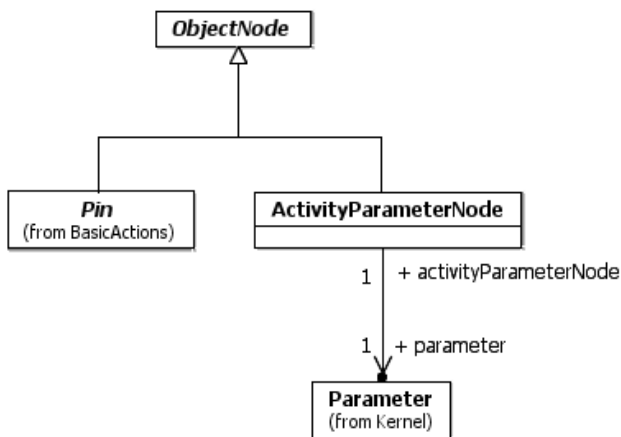 ObjectNode
Pin
(from BasicActions)
ActivityParameterNode
1 + activityParameterNode
1 + parameter
Parameter
(from Kernel)